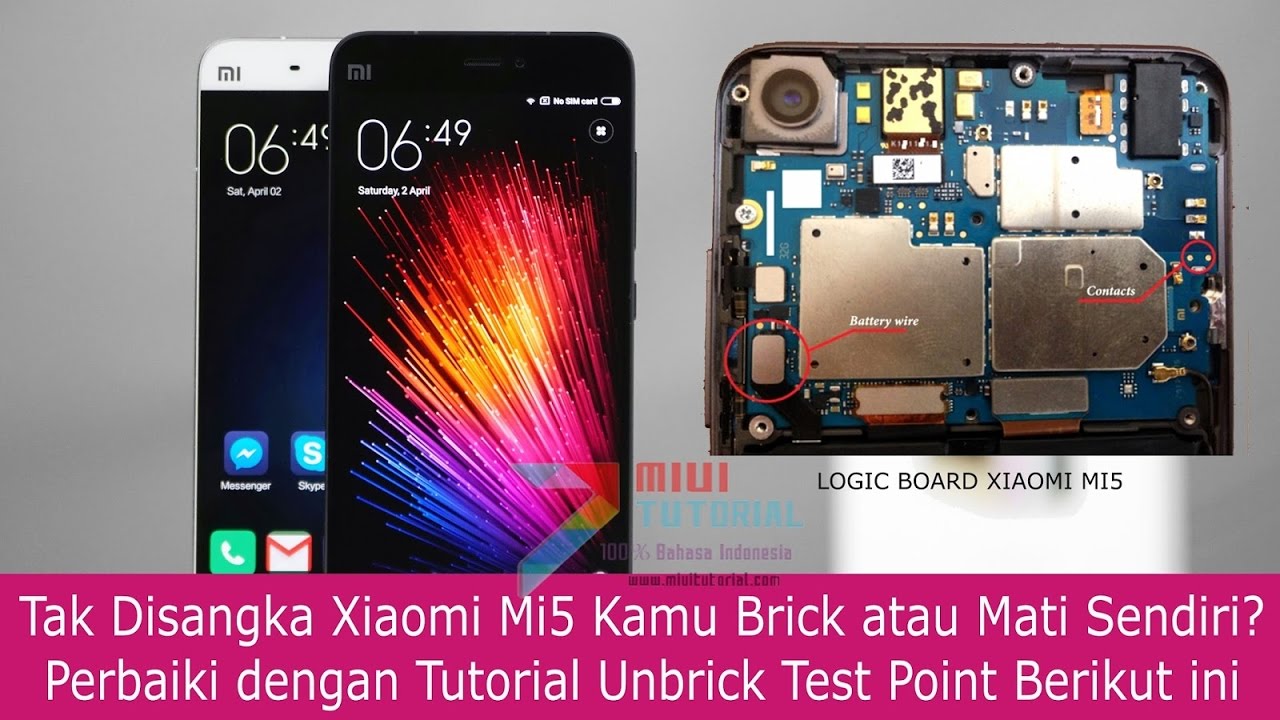 MI
MI
No SIM card
06:49
Sat, April 02
06:49
Saturday, 2 April
Messenger
Skype
32G
Battery wire
Contacts
LOGIC BOARD XIAOMI MI5
MIUI
TUTORIAL
100% Bahasa Indonesia
www.miuitutorial.com
Tak Disangka Xiaomi Mi5 Kamu Brick atau Mati Sendiri?
Perbaiki dengan Tutorial Unbrick Test Point Berikut ini